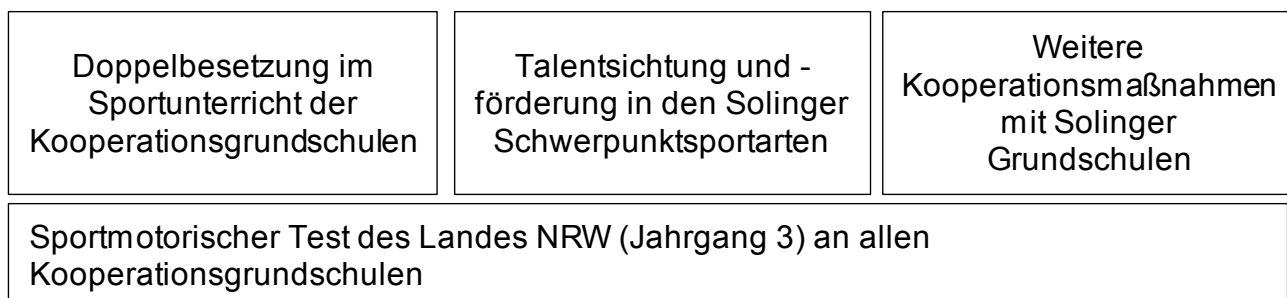 Doppelbesetzung im
Sportunterricht der
Kooperationsgrundschulen
Talentsichtung und -
förderung in den Solinger
Schwerpunktsportarten
Weitere
Kooperationsmaßnahmen
mit Solinger
Grundschulen
Sportmotorischer Test des Landes NRW (Jahrgang 3) an allen
Kooperationsgrundschulen